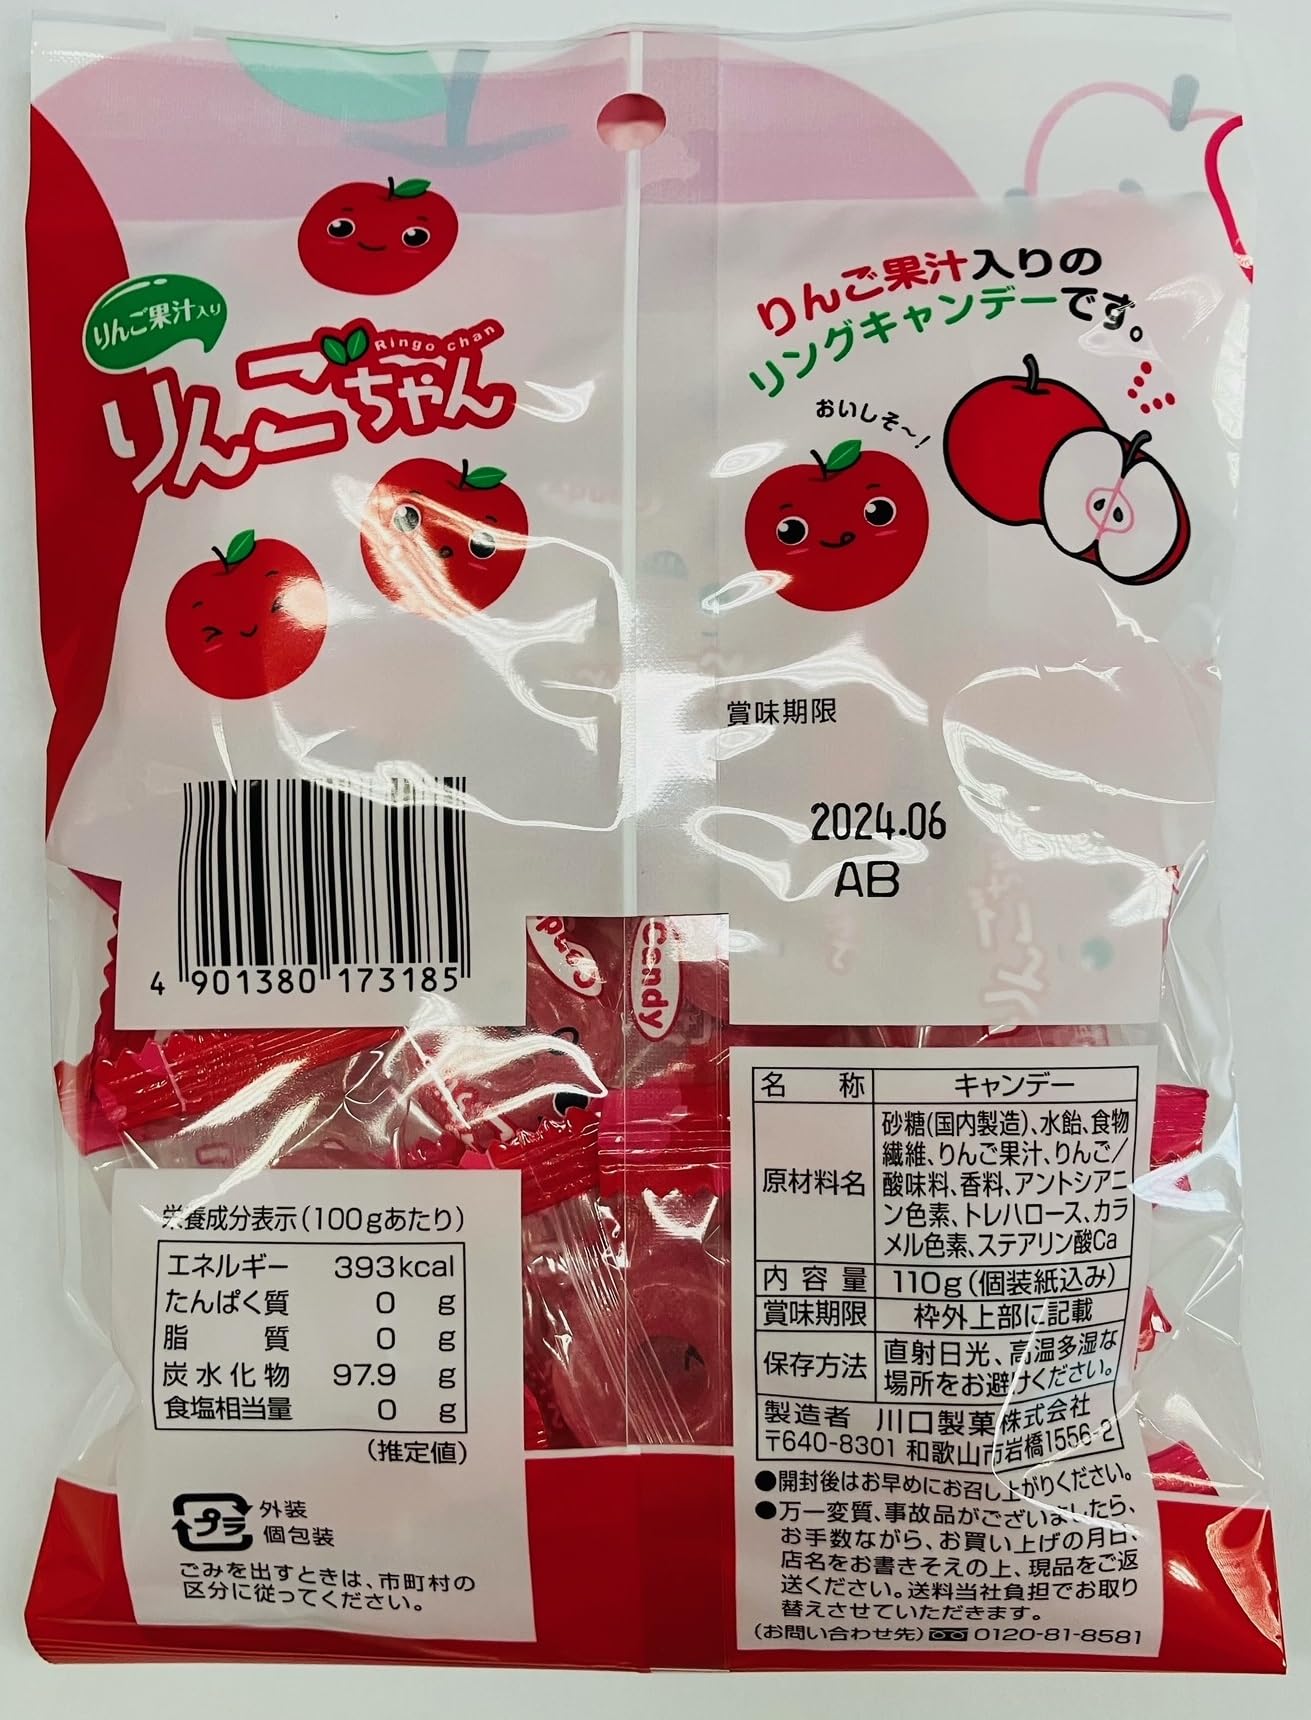 りんご果汁入り
Ringo chan
りんごちゃん
りんご果汁入りの
リングキャンデーです。
おいしそ～!
賞味期限
2024.06
AB
4 901380 173185
Candy
Candy
栄養成分表示(100gあたり)
エネルギー 393kcal
たんぱく質 0 g
脂質 0 g
炭水化物 97.9 g
食塩相当量 0 g
(推定値)
プラ
外装
個包装
ごみを出すときは、市町村の
区分に従ってください。
名称 キャンデー
原材料名 砂糖(国内製造)、水飴、食物
繊維、りんご果汁、りんご/
酸味料、香料、アントシアニ
ン色素、トレハロース、カラ
メル色素、ステアリン酸Ca
内容量 110g(個装紙込み)
賞味期限 枠外上部に記載
保存方法 直射日光、高温多湿な
場所をお避けください。
製造者 川口製菓株式会社
〒640-8301 和歌山市岩橋1556-2
●開封後はお早めにお召し上がりください。
●万一変質、事故品がございましたら、
お手数ながら、お買い上げの月日、
店名をお書きそえの上、現品をご返
送ください。送料当社負担でお取り
替えさせていただきます。
(お問い合わせ先) 0120-81-8581